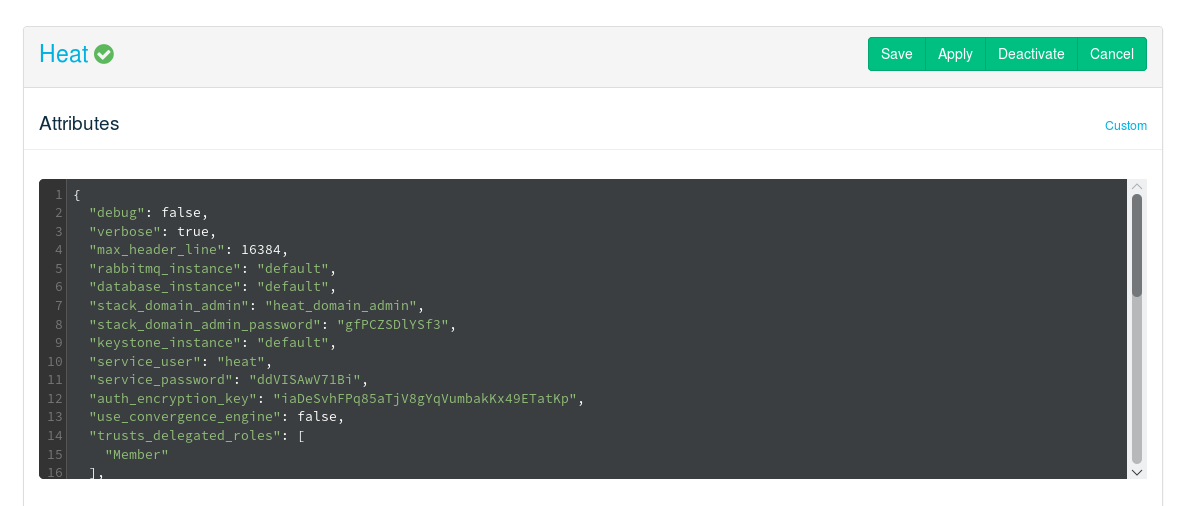 Heat
Save Apply Deactivate Cancel
Attributes
Custom
1 {
2 "debug": false,
3 "verbose": true,
4 "max_header_line": 16384,
5 "rabbitmq_instance": "default",
6 "database_instance": "default",
7 "stack_domain_admin": "heat_domain_admin",
8 "stack_domain_admin_password": "gfPCZSDlYSf3",
9 "keystone_instance": "default",
10 "service_user": "heat",
11 "service_password": "ddVISAwV71Bi",
12 "auth_encryption_key": "iaDeSvhFPq85aTjV8gYqVumbakKx49ETatKp",
13 "use_convergence_engine": false,
14 "trusts_delegated_roles": [
15 "Member"
16 ],